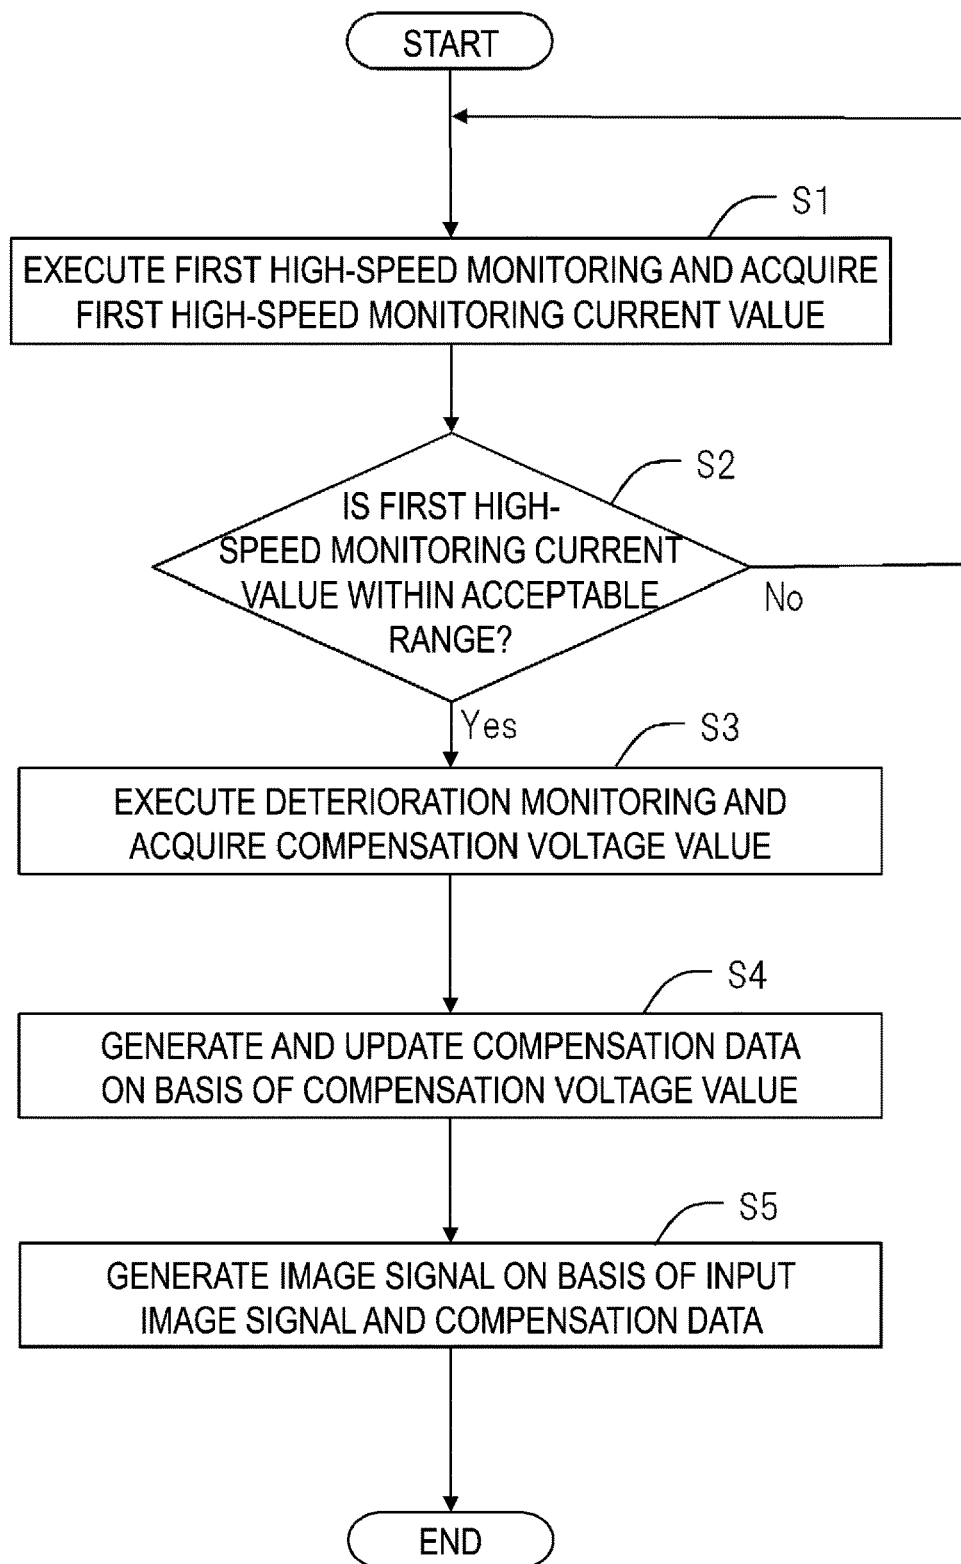 START
S1
EXECUTE FIRST HIGH-SPEED MONITORING AND ACQUIRE
FIRST HIGH-SPEED MONITORING CURRENT VALUE
S2
IS FIRST HIGH-
SPEED MONITORING CURRENT
VALUE WITHIN ACCEPTABLE
RANGE?
No
Yes
S3
EXECUTE DETERIORATION MONITORING AND
ACQUIRE COMPENSATION VOLTAGE VALUE
S4
GENERATE AND UPDATE COMPENSATION DATA
ON BASIS OF COMPENSATION VOLTAGE VALUE
S5
GENERATE IMAGE SIGNAL ON BASIS OF INPUT
IMAGE SIGNAL AND COMPENSATION DATA
END